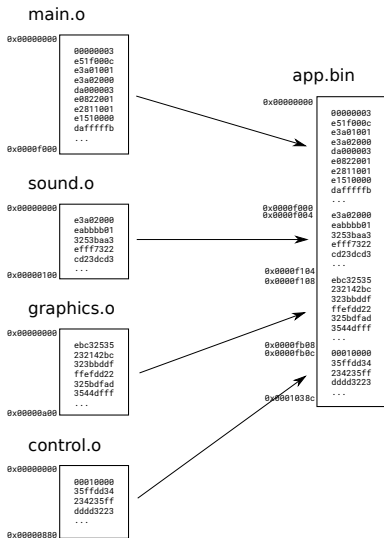 main.o
0x00000000
00000003
e51f000c
e3a01001
e3a02000
da000003
e0822001
e2811001
e1510000
dafffffb
...
0x0000f000
sound.o
0x00000000
e3a02000
eabbbb01
3253baa3
efff7322
cd23dcd3
...
0x00000100
graphics.o
0x00000000
ebc32535
232142bc
323bbddf
ffefdd22
325bdfad
3544dfff
...
0x00000a00
control.o
0x00000000
00010000
35ffdd34
234235ff
dddd3223
...
0x00000880
app.bin
0x00000000
00000003
e51f000c
e3a01001
e3a02000
da000003
e0822001
e2811001
e1510000
dafffffb
...
0x0000f000
0x0000f004
e3a02000
eabbbb01
3253baa3
efff7322
cd23dcd3
...
0x0000f104
0x0000f108
ebc32535
232142bc
323bbddf
ffefdd22
325bdfad
3544dfff
...
0x0000fb08
0x0000fb0c
00010000
35ffdd34
234235ff
dddd3223
...
0x0001038c